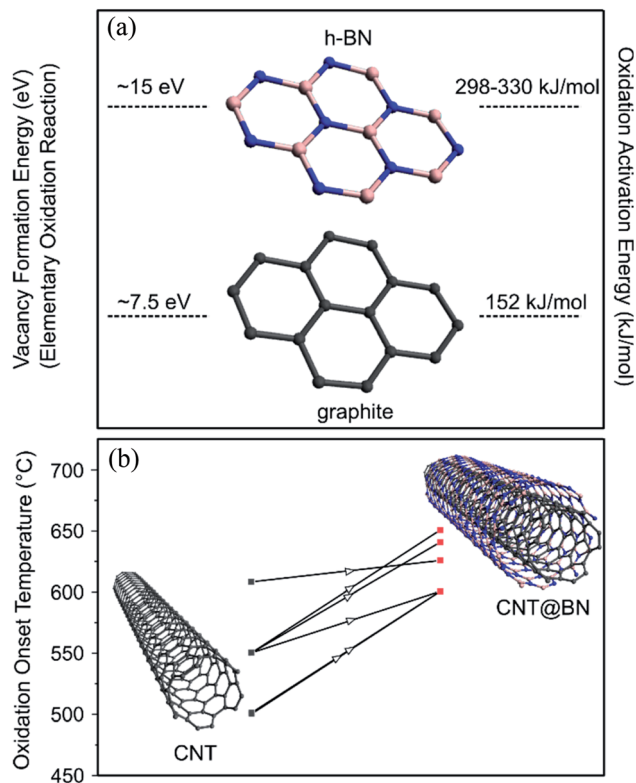 (a)
h-BN
~15 eV
298-330 kJ/mol
Vacancy Formation Energy (eV)
(Elementary Oxidation Reaction)
Oxidation Activation Energy
(kJ/mol)
~7.5 eV
152 kJ/mol
graphite
(b)
Oxidation Onset Temperature (°C)
700
650
600
550
500
450
CNT@BN
CNT